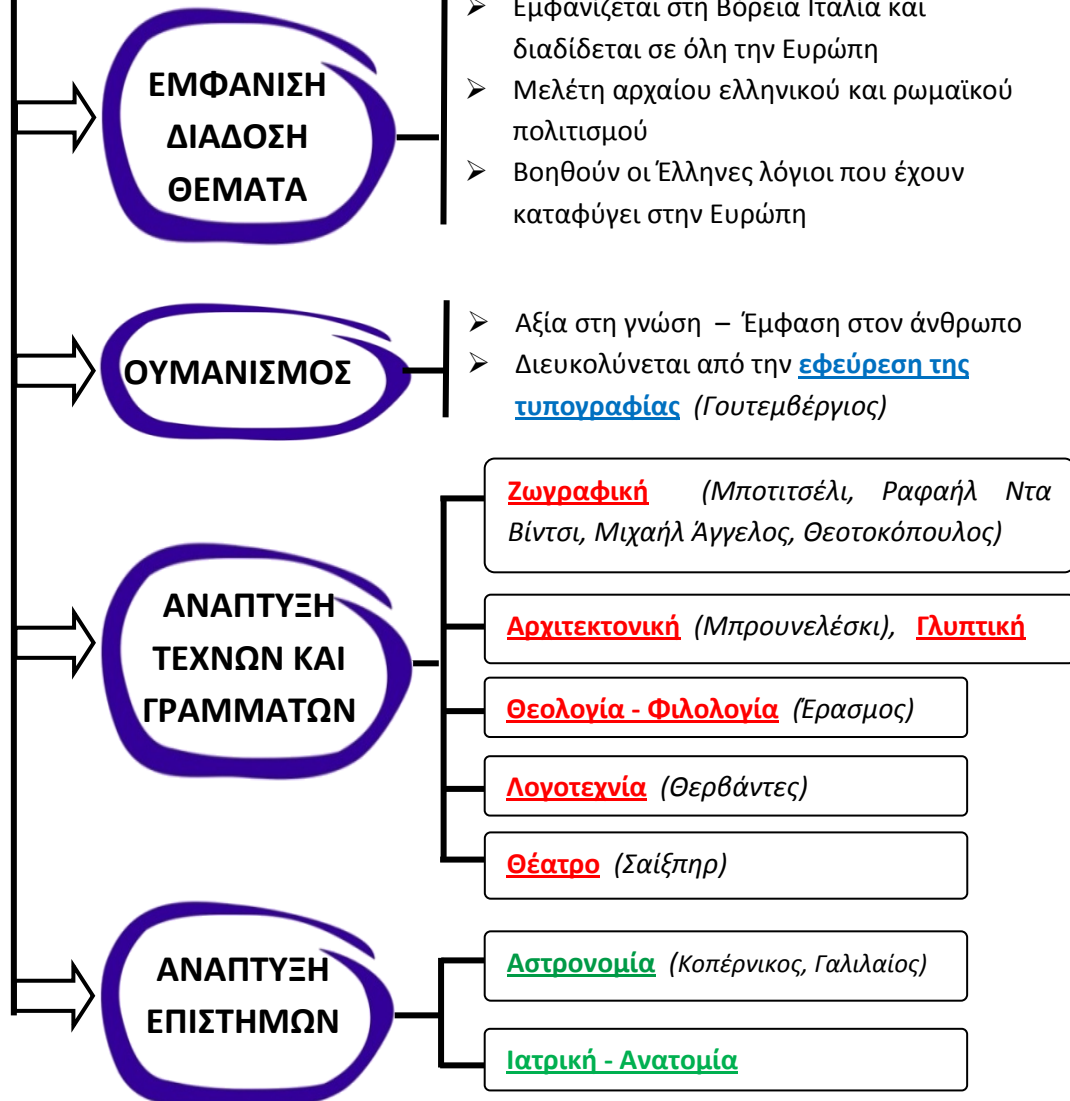 ➢ Εμφανίζεται στη Βόρεια Ιταλία και
διαδίδεται σε όλη την Ευρώπη
➢ Μελέτη αρχαίου ελληνικού και ρωμαϊκού
πολιτισμού
➢ Βοηθούν οι Έλληνες λόγιοι που έχουν
καταφύγει στην Ευρώπη
ΕΜΦΑΝΙΣΗ
ΔΙΑΔΟΣΗ
ΘΕΜΑΤΑ
ΟΥΜΑΝΙΣΜΟΣ
➢ Αξία στη γνώση – Έμφαση στον άνθρωπο
➢ Διευκολύνεται από την εφεύρεση της
τυπογραφίας (Γουτεμβέργιος)
ΑΝΑΠΤΥΞΗ
ΤΕΧΝΩΝ ΚΑΙ
ΓΡΑΜΜΑΤΩΝ
Ζωγραφική (Μποτιτσέλι, Ραφαήλ Ντα
Βίντσι, Μιχαήλ Άγγελος, Θεοτοκόπουλος)
Αρχιτεκτονική (Μπρουνελέσκι), Γλυπτική
Θεολογία - Φιλολογία (Έρασμος)
Λογοτεχνία (Θερβάντες)
Θέατρο (Σαίξπηρ)
ΑΝΑΠΤΥΞΗ
ΕΠΙΣΤΗΜΩΝ
Αστρονομία (Κοπέρνικος, Γαλιλαίος)
Ιατρική - Ανατομία